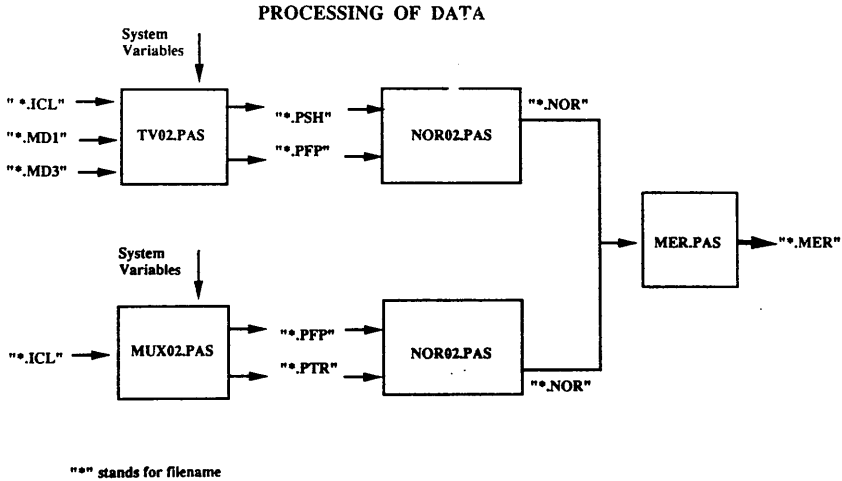 PROCESSING OF DATA
System
Variables
"*.ICL"
"*.MD1"
"*.MD3"
TV02.PAS
"*.PSH"
"*.PFP"
NOR02.PAS
"*.NOR"
MER.PAS
"*.MER"
System
Variables
"*.ICL"
MUX02.PAS
"*.PFP"
"*.PTR"
NOR02.PAS
"*.NOR"
"*" stands for filename